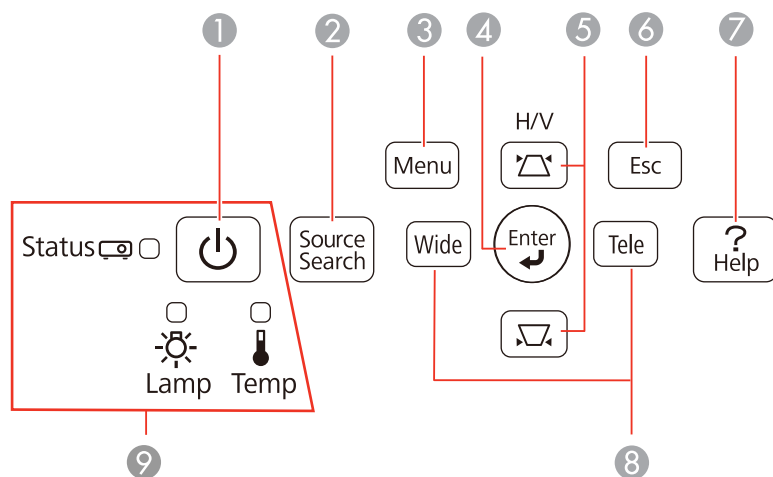 1 2 3 4 5 6 7
H/V
Menu
Esc
Status
Source
Search
Wide
Enter
Tele
?
Help
Lamp Temp
9 8